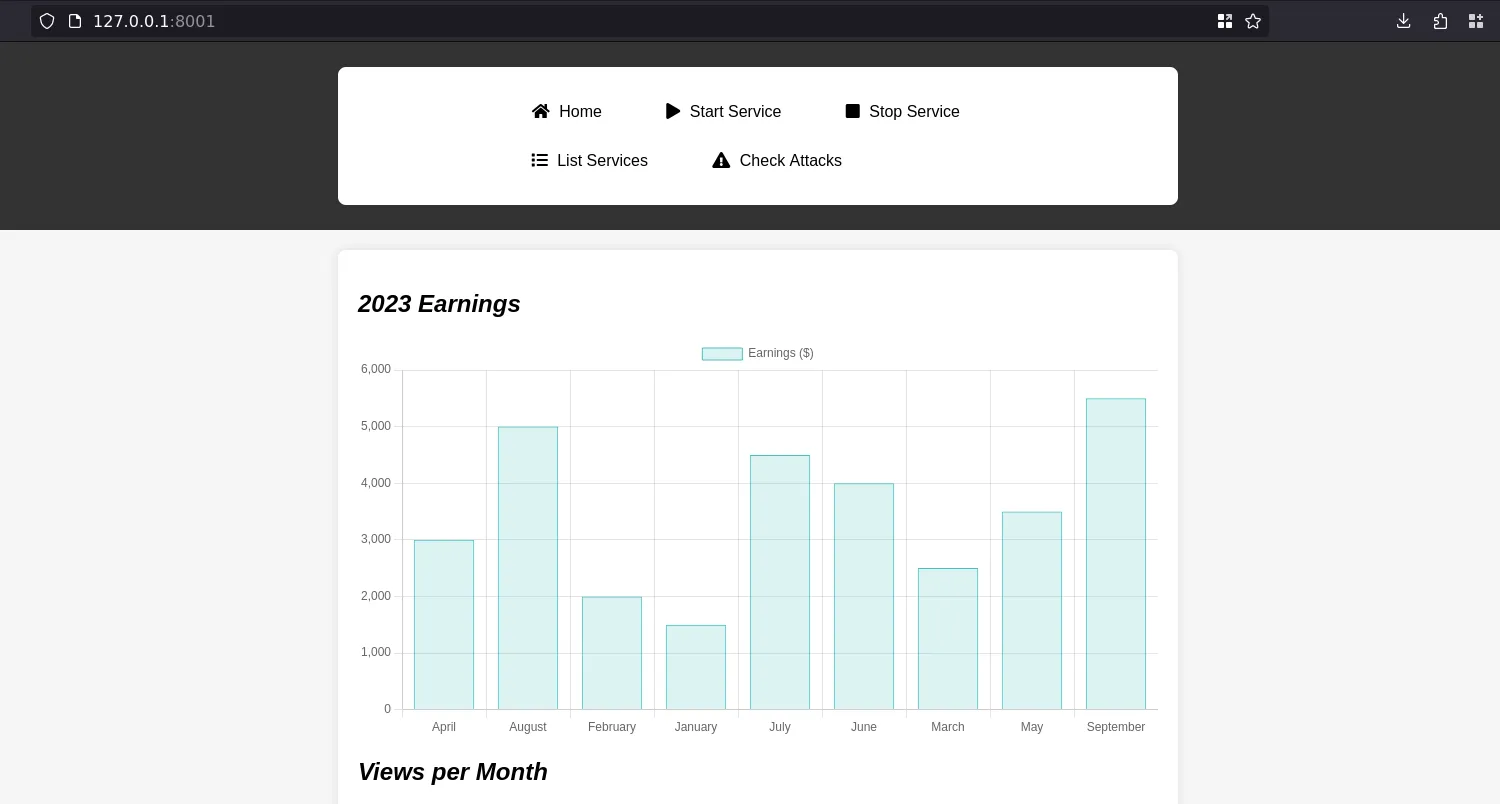 127.0.0.1:8001
Home Start Service Stop Service
List Services Check Attacks
2023 Earnings
Earnings ($)
6,000
5,000
4,000
3,000
2,000
1,000
0
April August February January July June March May September
Views per Month